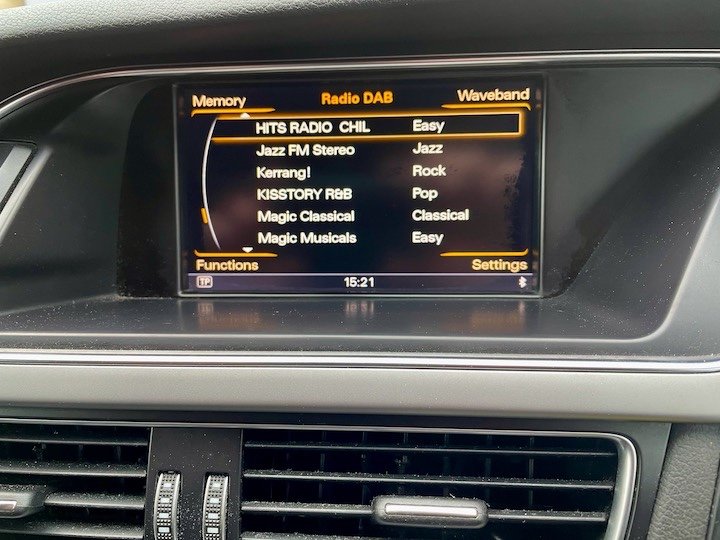 Memory Radio DAB Waveband
HITS RADIO CHIL Easy
Jazz FM Stereo Jazz
Kerrang! Rock
KISSTORY R&B Pop
Magic Classical Classical
Magic Musicals Easy
Functions Settings
TP 15:21